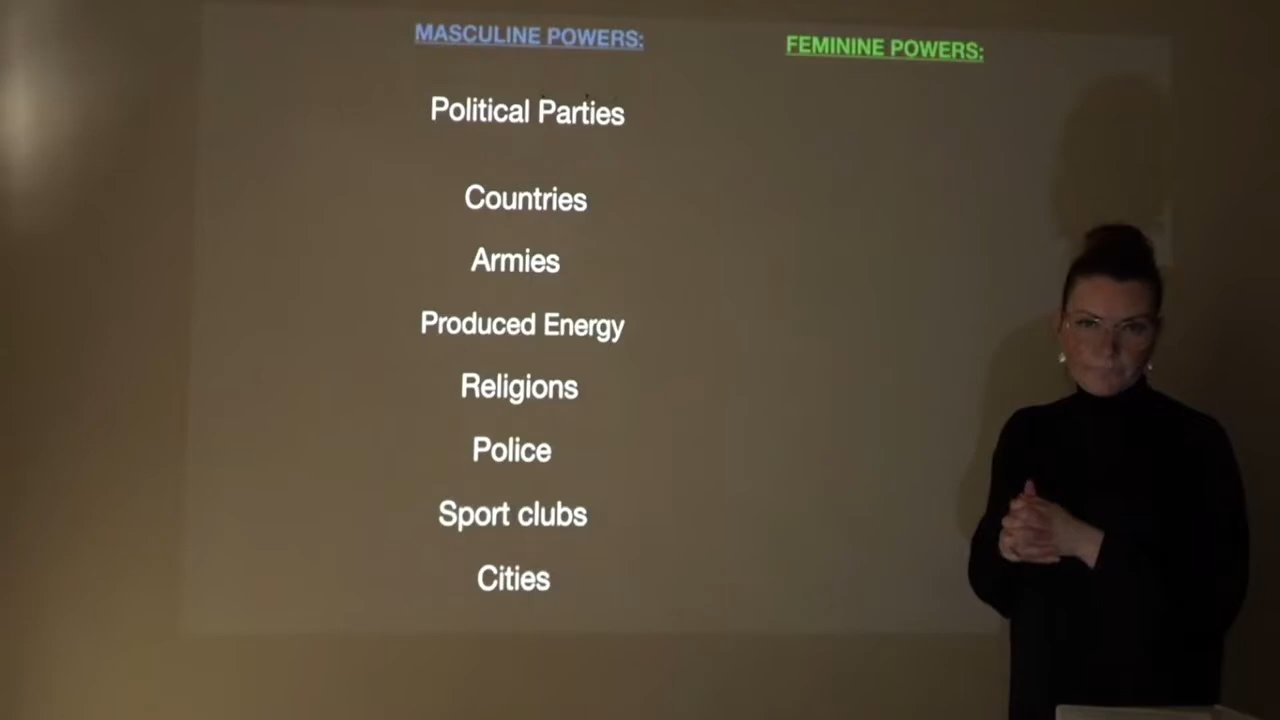 MASCULINE POWERS:
FEMININE POWERS:
Political Parties
Countries
Armies
Produced Energy
Religions
Police
Sport clubs
Cities